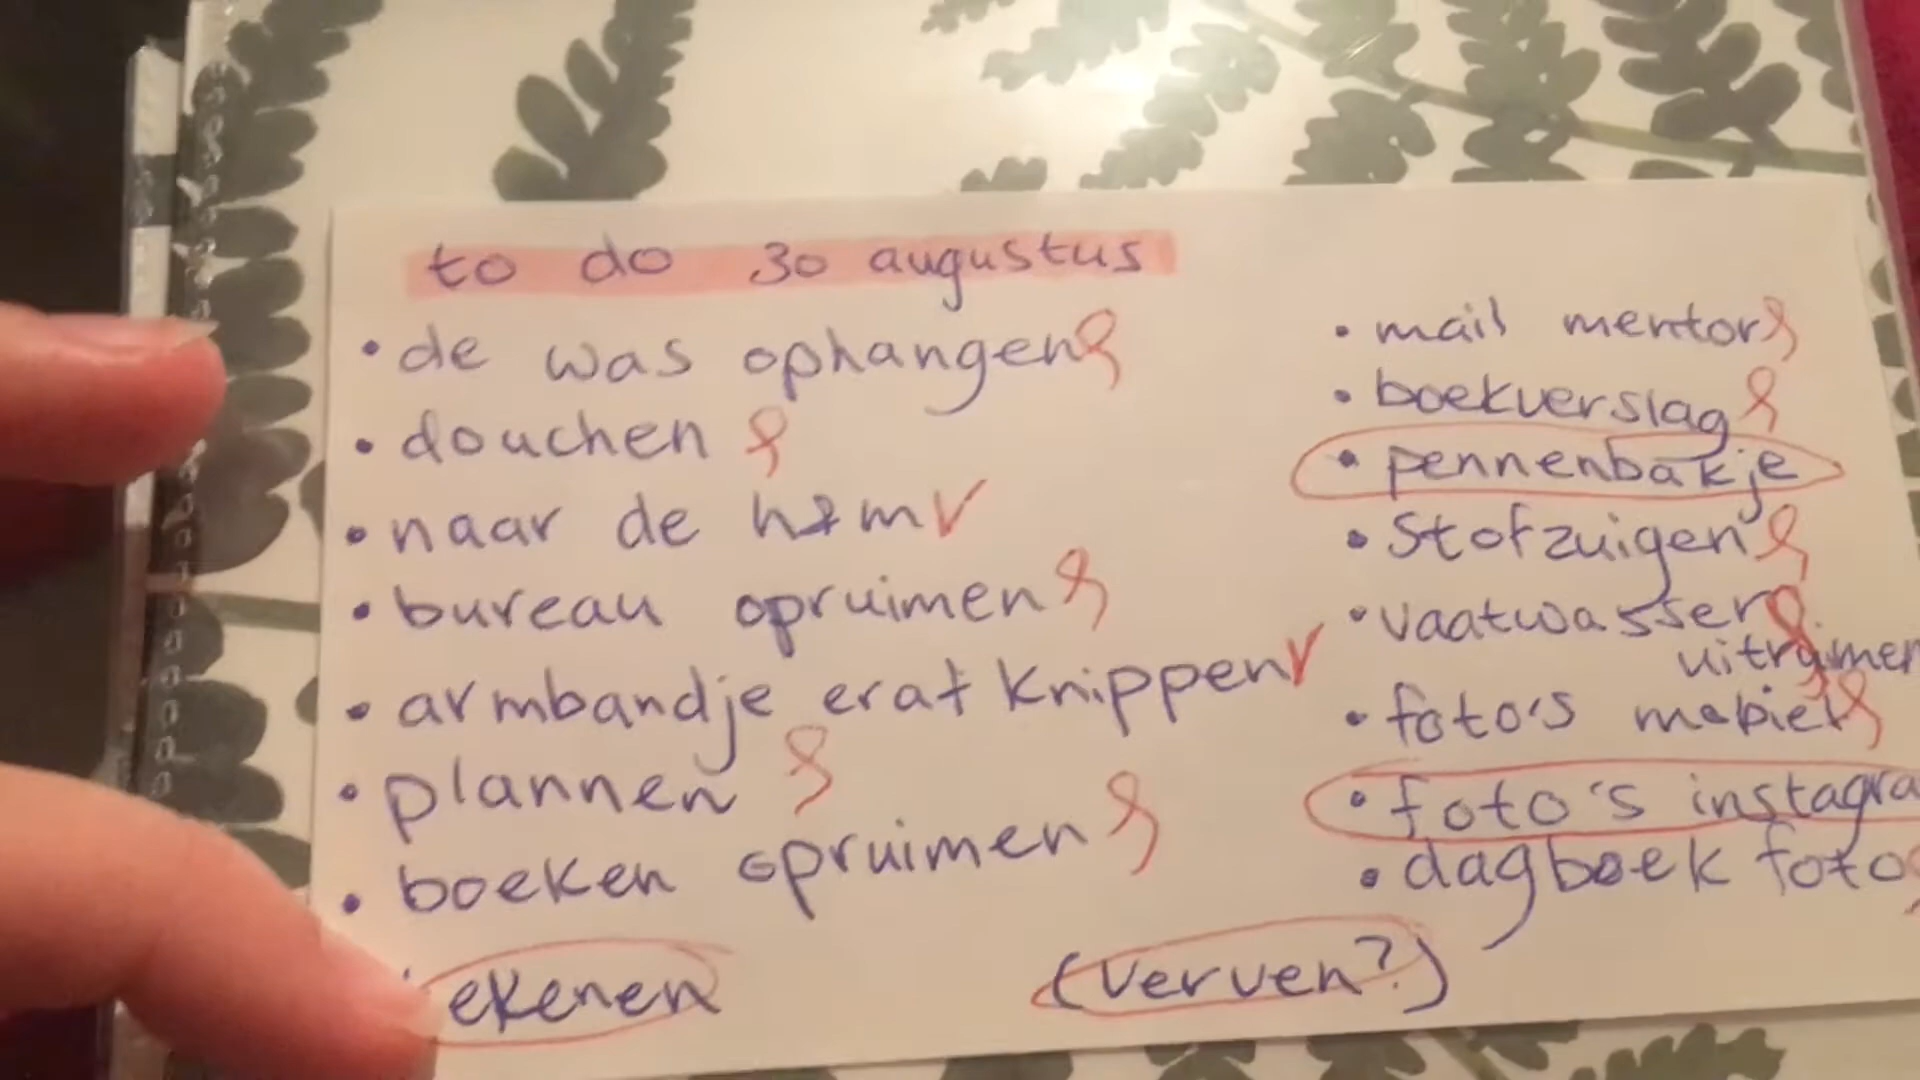 to do 30 augustus
• de was ophangen
• douchen
• naar de h&m
• bureau opruimen
• armbandje eraf knippen
• plannen
• boeken opruimen
ekenen
• mail mentor
• boekverslag
• pennenbakje
• stofzuigen
• vaatwasser
uitruimen
• foto's mobiel
• foto's instagra
• dagboek foto
(verven?)